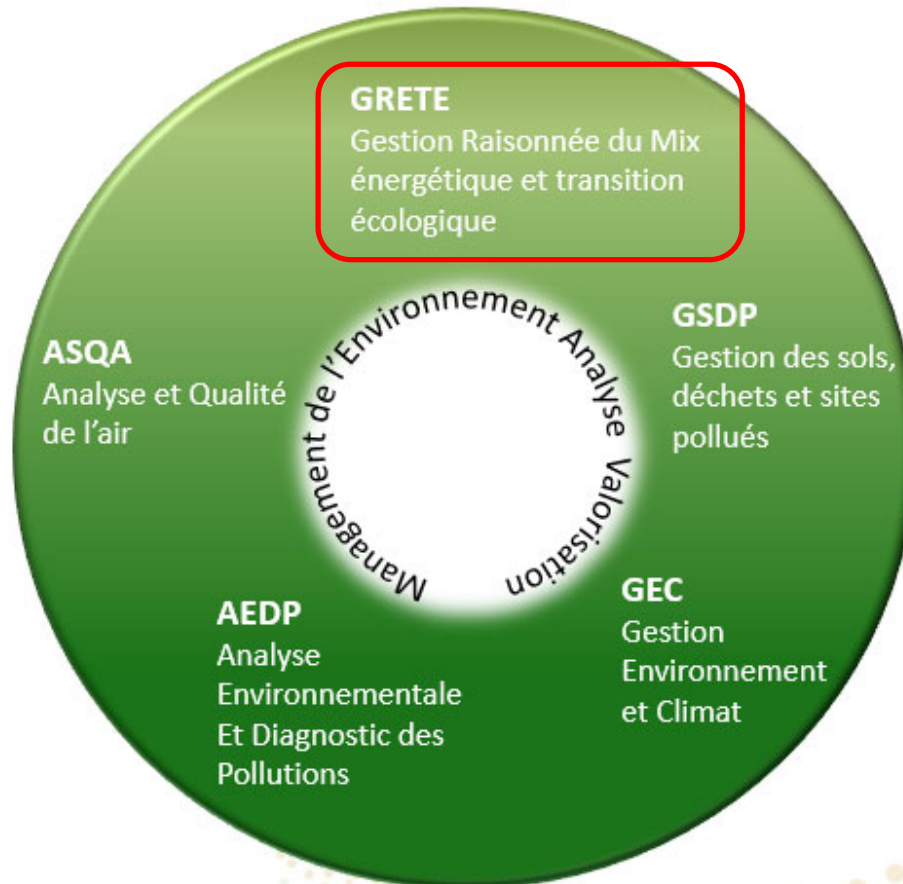 GRETE
Gestion Raisonnée du Mix
énergétique et transition
écologique
ASQA
Analyse et Qualité
de l'air
GSDP
Gestion des sols,
déchets et sites
pollués
Management de l'Environnement Analyse Valorisation
AEDP
Analyse
Environnementale
Et Diagnostic des
Pollutions
GEC
Gestion
Environnement
et Climat